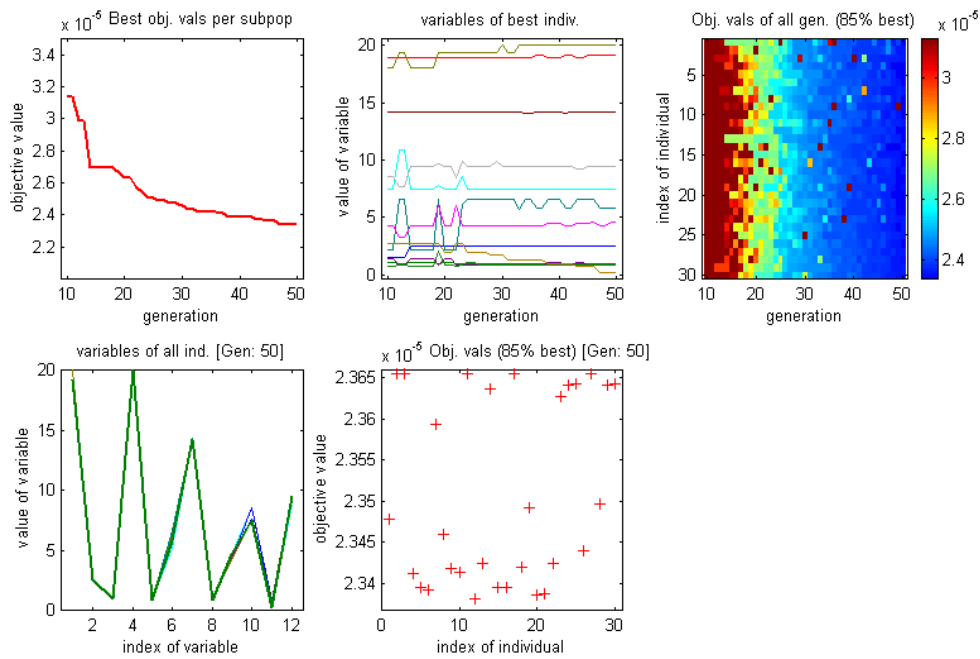 x 10-5 Best obj. vals per subpop
3.4
3.2
3
2.8
2.6
2.4
2.2
10 20 30 40 50
objective value
generation
variables of best indiv.
20
15
10
5
0
10 20 30 40 50
value of variable
generation
Obj. vals of all gen. (85% best)
5
10
15
20
25
30
10 20 30 40 50
index of individual
generation
x 10-5
3
2.8
2.6
2.4
variables of all ind. [Gen: 50]
20
15
10
5
0
2 4 6 8 10 12
value of variable
index of variable
x 10-5 Obj. vals (85% best) [Gen: 50]
2.365
2.36
2.355
2.35
2.345
2.34
0 10 20 30
objective value
index of individual